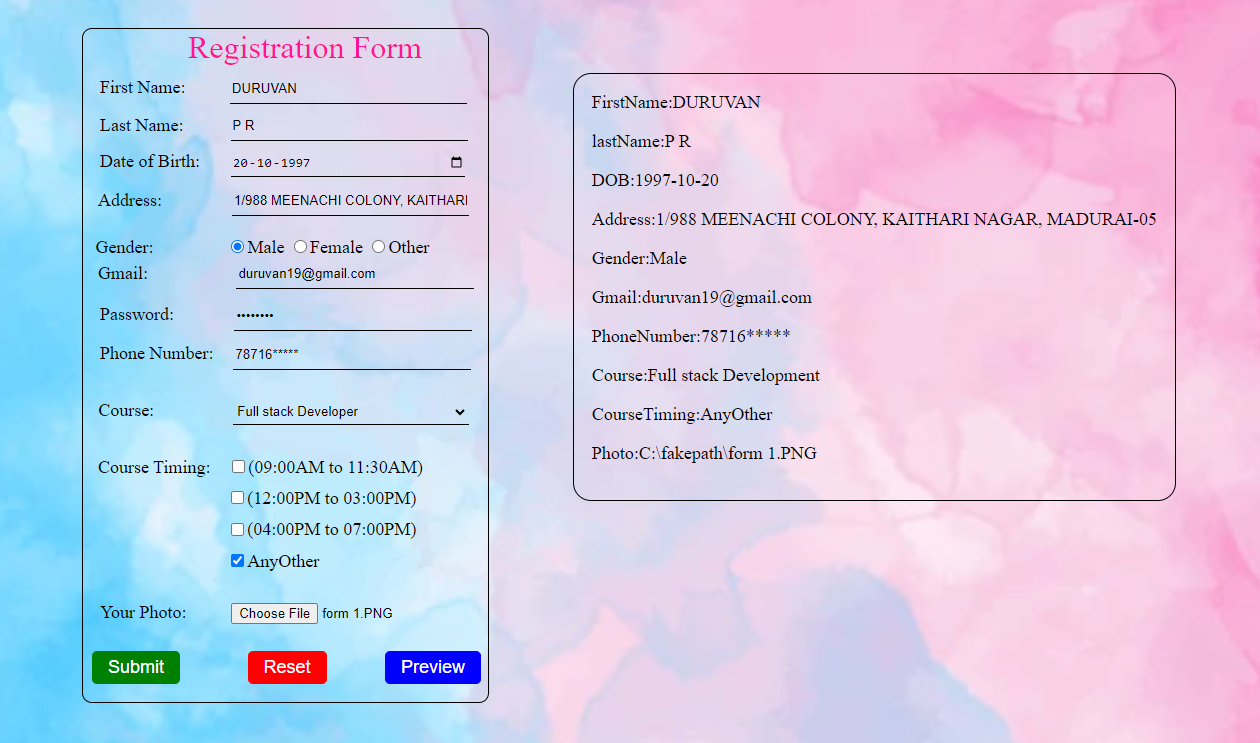 Registration Form
First Name: DURUVAN
Last Name: P R
Date of Birth: 20-10-1997
Address: 1/988 MEENACHI COLONY, KAITHARI
Gender: Male Female Other
Gmail: duruvan19@gmail.com
Password: ••••••••
Phone Number: 78716*****
Course: Full stack Developer
Course Timing: (09:00AM to 11:30AM)
(12:00PM to 03:00PM)
(04:00PM to 07:00PM)
AnyOther
Your Photo: Choose File form 1.PNG
Submit Reset Preview
FirstName:DURUVAN
lastName:P R
DOB:1997-10-20
Address:1/988 MEENACHI COLONY, KAITHARI NAGAR, MADURAI-05
Gender:Male
Gmail:duruvan19@gmail.com
PhoneNumber:78716*****
Course:Full stack Development
CourseTiming:AnyOther
Photo:C:\fakepath\form 1.PNG